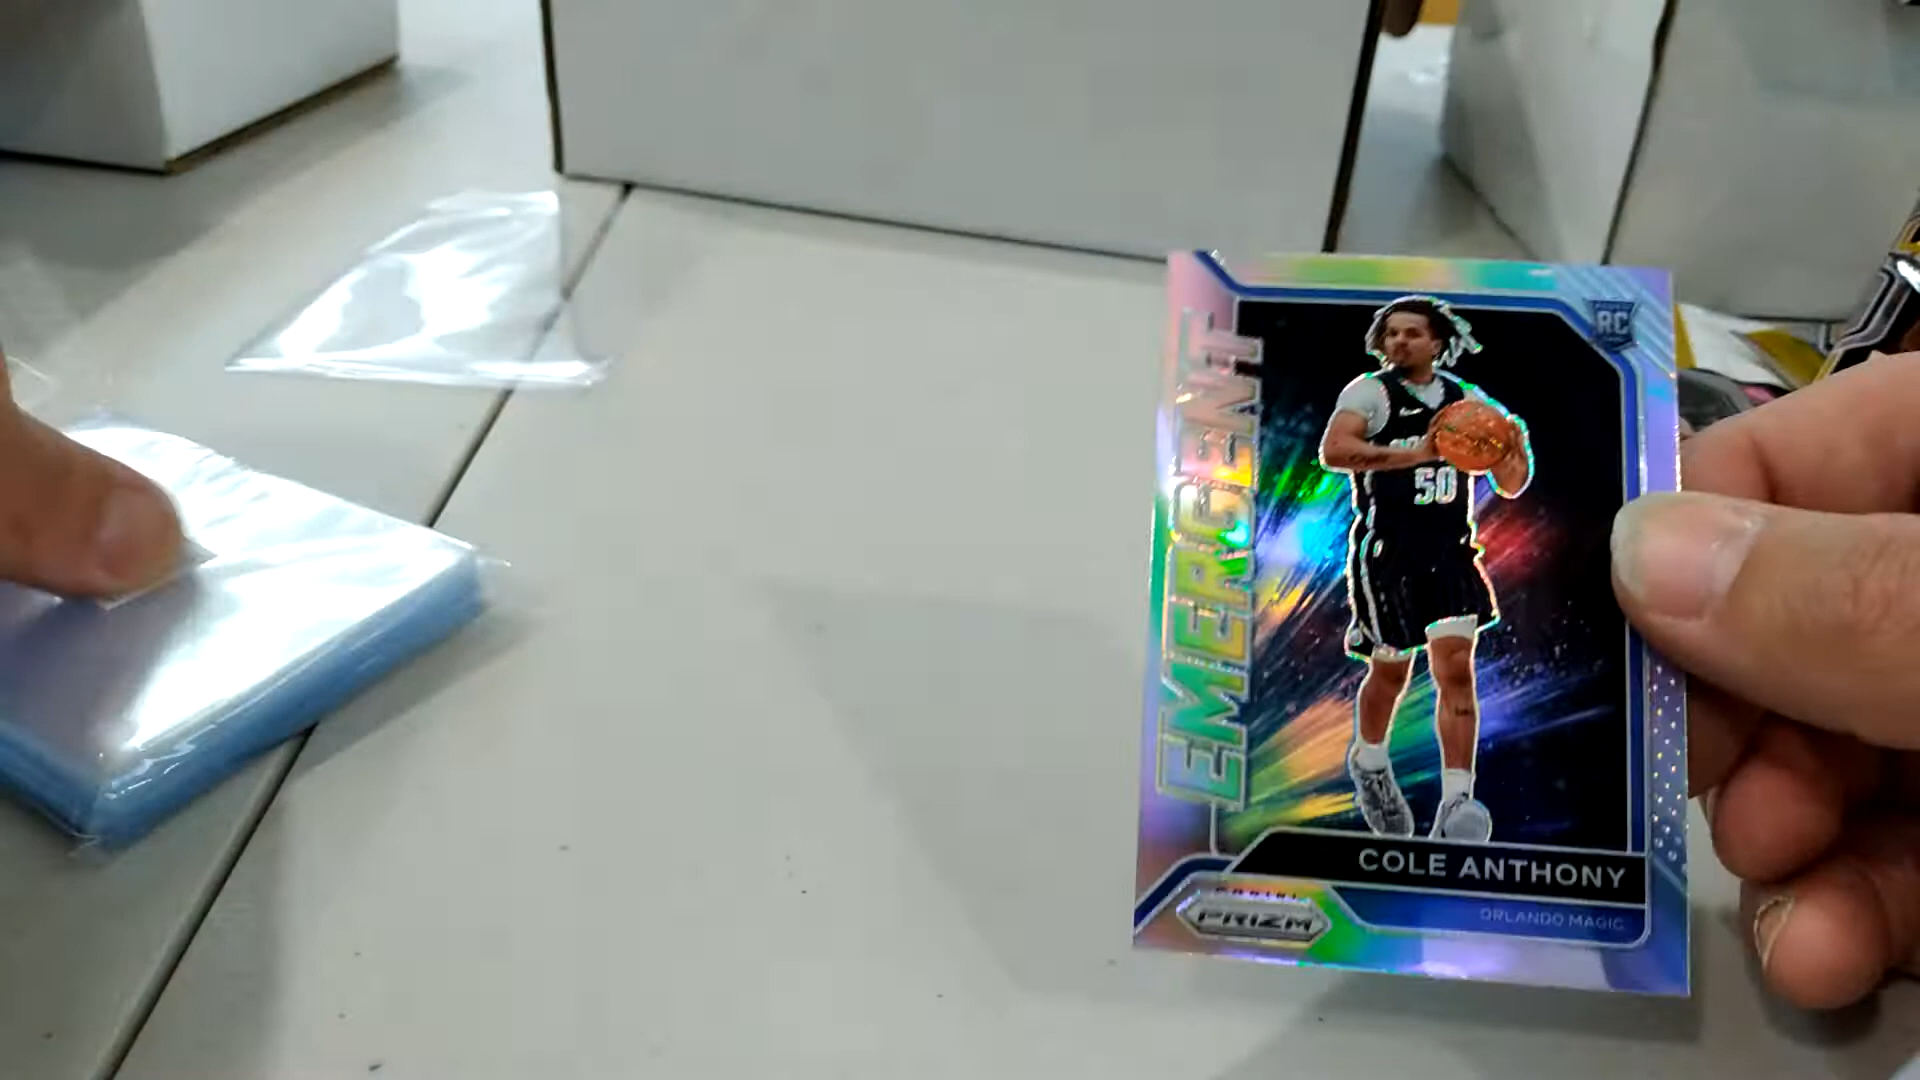 RC
EMERGENT
50
COLE ANTHONY
ORLANDO MAGIC
PANINI
PRIZM